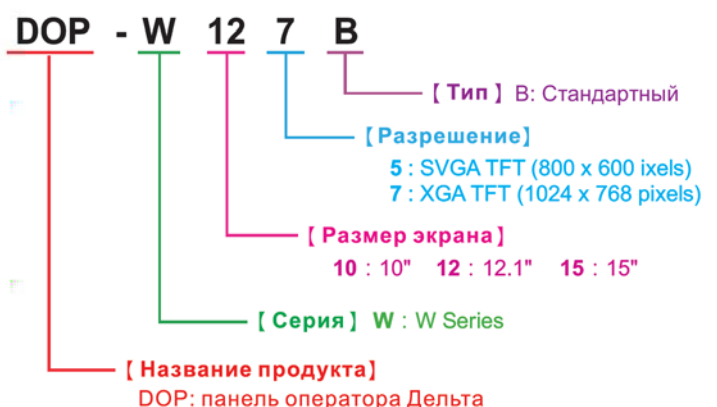 DOP - W 12 7 B
【Тип】 B: Стандартный
【Разрешение】
5 : SVGA TFT (800 x 600 ixels)
7 : XGA TFT (1024 x 768 pixels)
【Размер экрана】
10 : 10" 12 : 12.1" 15 : 15"
【Серия】 W : W Series
【Название продукта】
DOP: панель оператора Дельта